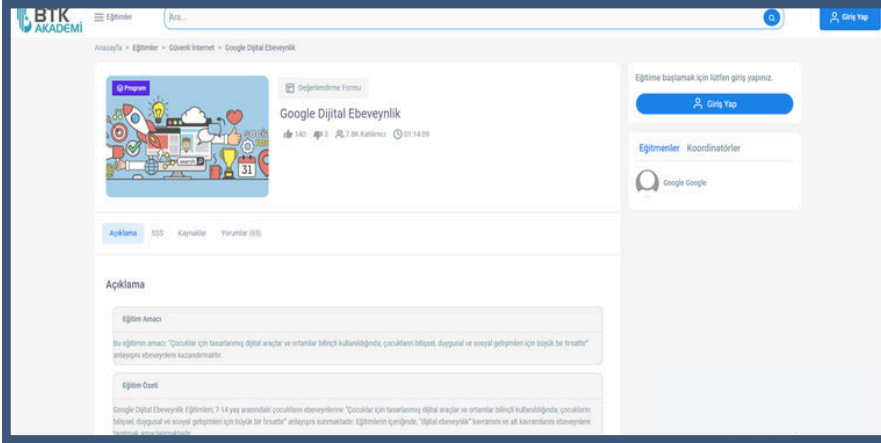 BTK
AKADEMİ
Eğitimler
Ara...
Giriş Yap
Anasayfa > Eğitimler > Güvenli İnternet > Google Dijital Ebeveynlik
Program
social
search
31
Değerlendirme Formu
Google Dijital Ebeveynlik
140 3 7.8K Katılımcı 01:14:09
Eğitime başlamak için lütfen giriş yapınız.
Giriş Yap
Eğitmenler Koordinatörler
Google Google
Açıklama SSS Kaynaklar Yorumlar (65)
Açıklama
Eğitim Amacı
Bu eğitimin amacı: "Çocuklar için tasarlanmış dijital araçlar ve ortamlar bilinçli kullanıldığında, çocukların bilişsel, duygusal ve sosyal gelişimleri için büyük bir fırsattır"
anlayışını ebeveynlere kazandırmaktır.
Eğitim Özeti
Google Dijital Ebeveynlik Eğitimleri; 7-14 yaş arasındaki çocukların ebeveynlerine "Çocuklar için tasarlanmış dijital araçlar ve ortamlar bilinçli kullanıldığında, çocukların
bilişsel, duygusal ve sosyal gelişimleri için büyük bir fırsattır" anlayışını sunmaktadır. Eğitimlerin içeriğinde, "dijital ebeveynlik" kavramını ve alt kavramlarını ebeveynlere
tanıtmak amaçlanmaktadır.